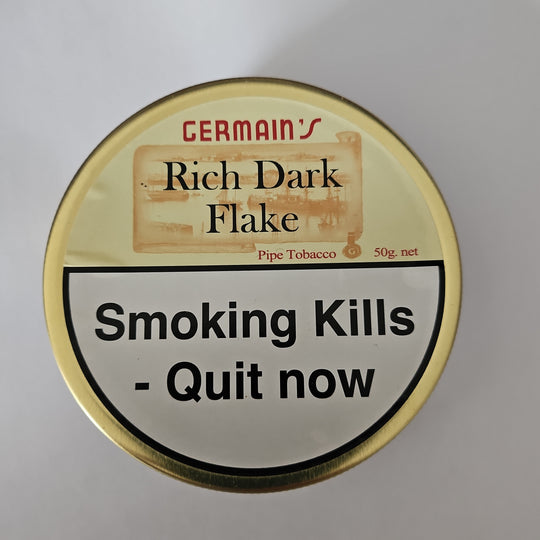 GERMAIN'S
Rich Dark
Flake
Pipe Tobacco 50g. net
Smoking Kills
- Quit now